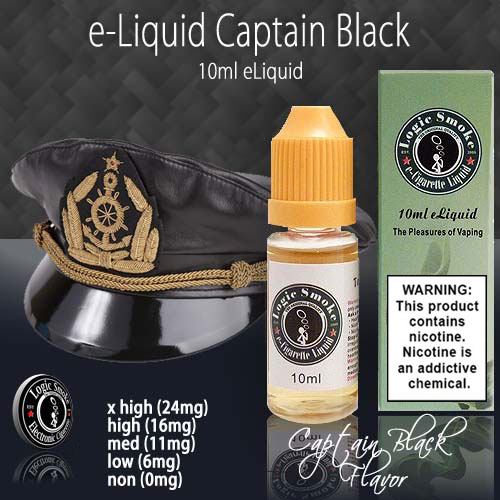 e-Liquid Captain Black
10ml eLiquid
Logic Smoke
e-Cigarette Liquid
10ml eLiquid
The Pleasures of Vaping
WARNING:
This product
contains
nicotine.
Nicotine is
an addictive
chemical.
Logic Smoke
e-Cigarette Liquid
10ml
Logic Smoke
Electronic Cigarettes
x high (24mg)
high (16mg)
med (11mg)
low (6mg)
non (0mg)
Captain Black
Flavor